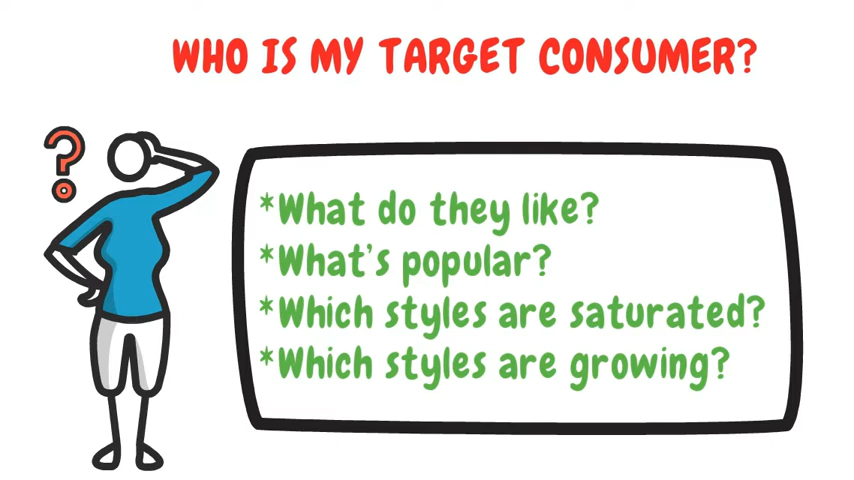 WHO IS MY TARGET CONSUMER?
?
*What do they like?
*What's popular?
*Which styles are saturated?
*Which styles are growing?